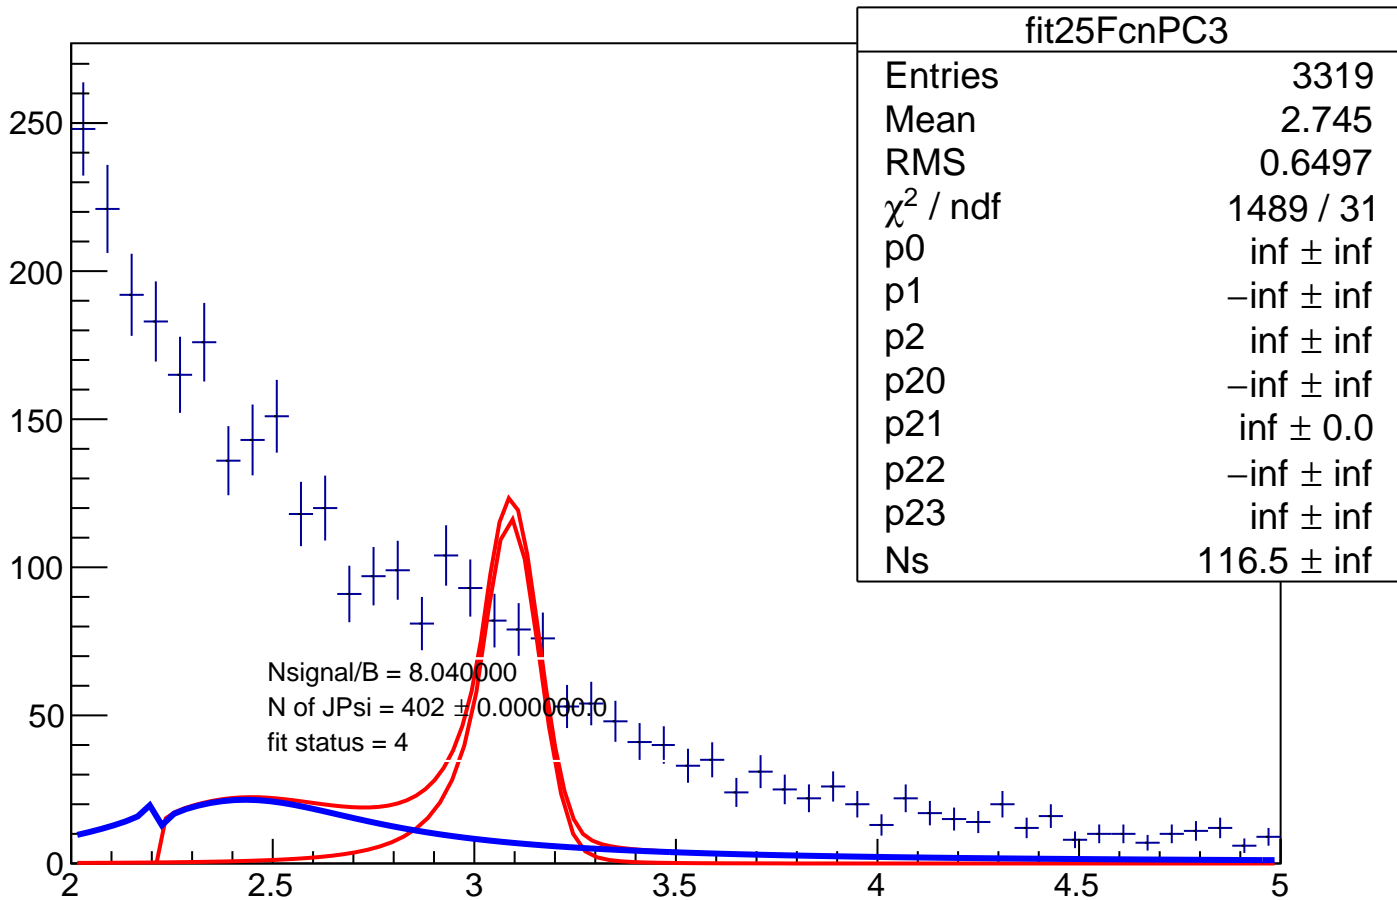 fit25FcnPC3
Entries 3319
Mean 2.745
RMS 0.6497
χ² / ndf 1489 / 31
p0 inf ± inf
p1 −inf ± inf
p2 inf ± inf
p20 −inf ± inf
p21 inf ± 0.0
p22 −inf ± inf
p23 inf ± inf
Ns 116.5 ± inf
250
200
150
100
50
0
Nsignal/B = 8.040000
N of JPsi = 402 ± 0.000000.0
fit status = 4
2 2.5 3 3.5 4 4.5 5